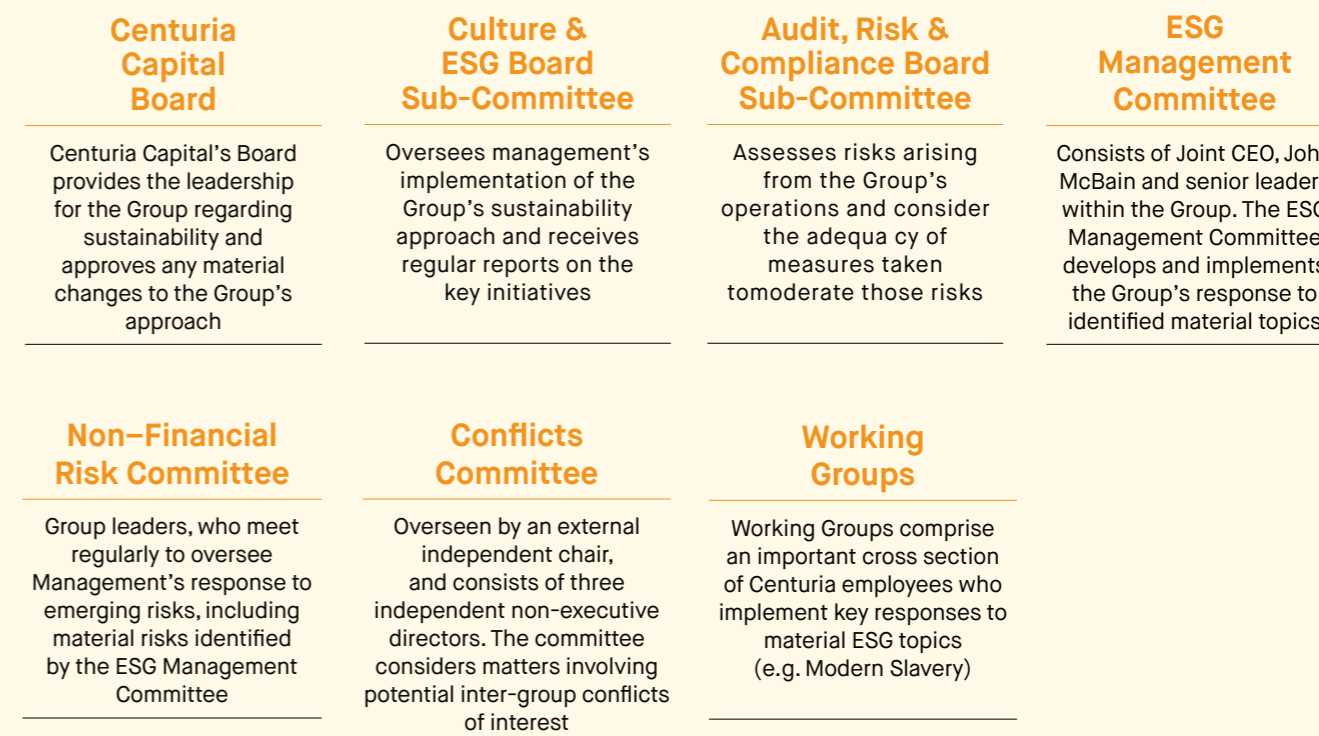 Centuria
Capital
Board
Centuria Capital's Board
provides the leadership
for the Group regarding
sustainability and
approves any material
changes to the Group's
approach
Culture &
ESG Board
Sub-Committee
Oversees management's
implementation of the
Group's sustainability
approach and receives
regular reports on the
key initiatives
Audit, Risk &
Compliance Board
Sub-Committee
Assesses risks arising
from the Group's
operations and consider
the adequa cy of
measures taken
tomoderate those risks
ESG
Management
Committee
Consists of Joint CEO,
McBain and senior
within the Group. The
Management Committee
develops and implements
the Group's response to
identified material topics
Non–Financial
Risk Committee
Group leaders, who meet
regularly to oversee
Management's response to
emerging risks, including
material risks identified
by the ESG Management
Committee
Conflicts
Committee
Overseen by an external
independent chair,
and consists of three
independent non-executive
directors. The committee
considers matters involving
potential inter-group conflicts
of interest
Working
Groups
Working Groups comprise
an important cross section
of Centuria employees who
implement key responses to
material ESG topics
(e.g. Modern Slavery)